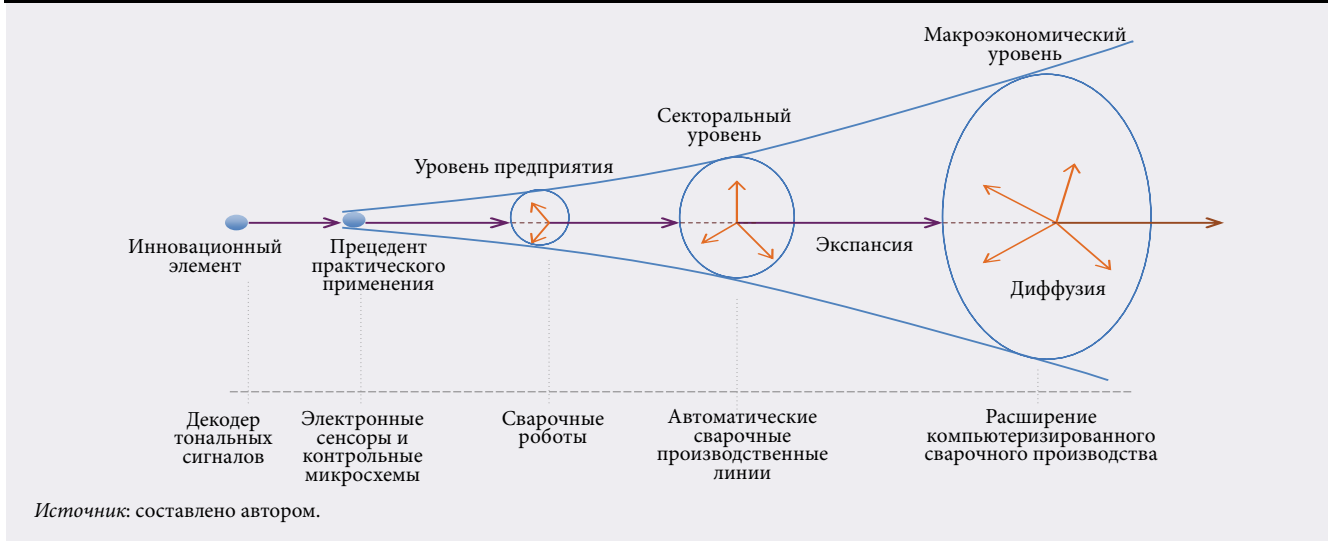 Макроэкономический
уровень
Секторальный
уровень
Уровень предприятия
Инновационный
элемент
Прецедент
практического
применения
Экспансия
Диффузия
Декодер
тональных
сигналов
Электронные
сенсоры и
контрольные
микросхемы
Сварочные
роботы
Автоматические
сварочные
производственные
линии
Расширение
компьютеризированного
сварочного производства
Источник: составлено автором.